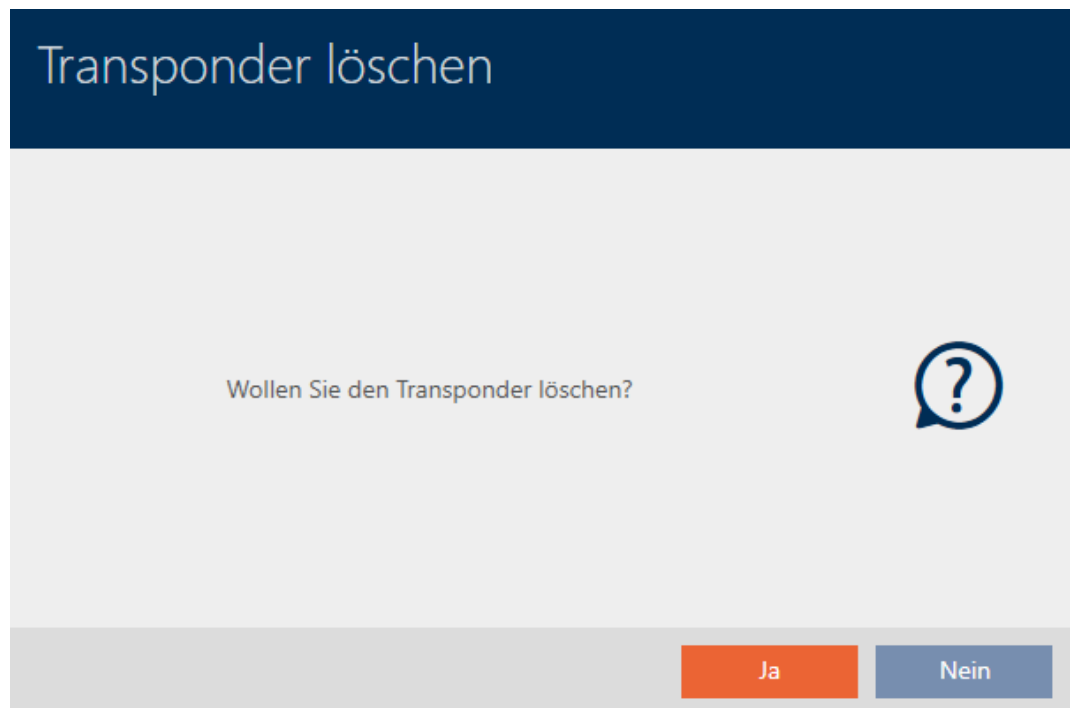 Transponder löschen
Wollen Sie den Transponder löschen?
?
Ja
Nein